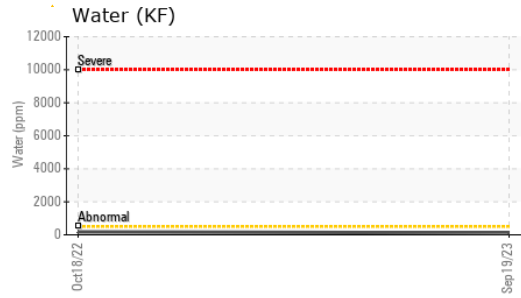 Water (KF)
12000
10000
8000
6000
4000
2000
0
Water (ppm)
Severe
Abnormal
Oct18/22
Sep19/23